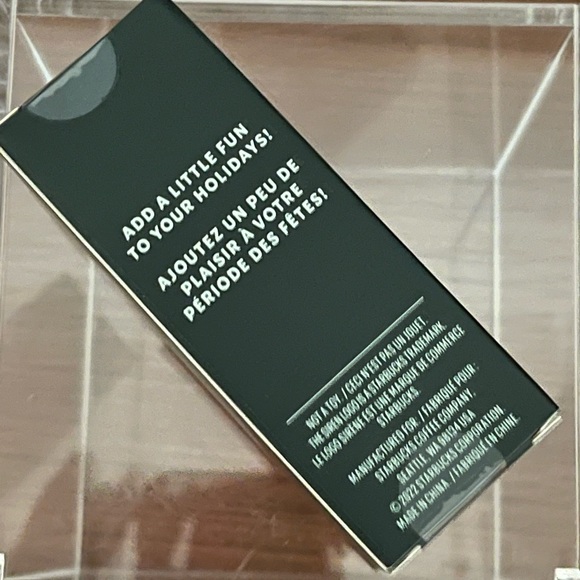 ADD A LITTLE FUN
TO YOUR HOLIDAYS!
AJOUTEZ UN PEU DE
PLAISIR À VOTRE
PÉRIODE DES FÊTES!
NOT A TOY. / CECI N'EST PAS UN JOUET.
THE SIREN LOGO IS A STARBUCKS TRADEMARK.
LE LOGO SIRÈNE EST UNE MARQUE DE COMMERCE
STARBUCKS.
MANUFACTURED FOR: / FABRIQUÉ POUR:
STARBUCKS COFFEE COMPANY,
SEATTLE, WA 98134 USA
© 2022 STARBUCKS CORPORATION.
MADE IN CHINA. / FABRIQUÉ EN CHINE.